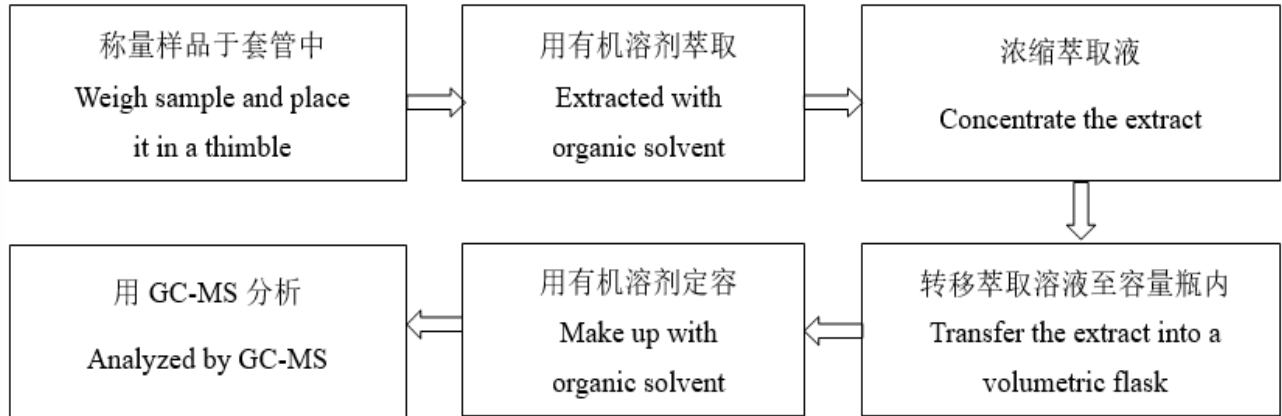 称量样品于套管中
Weigh sample and place
it in a thimble
用有机溶剂萃取
Extracted with
organic solvent
浓缩萃取液
Concentrate the extract
转移萃取溶液至容量瓶内
Transfer the extract into a
volumetric flask
用有机溶剂定容
Make up with
organic solvent
用 GC-MS 分析
Analyzed by GC-MS